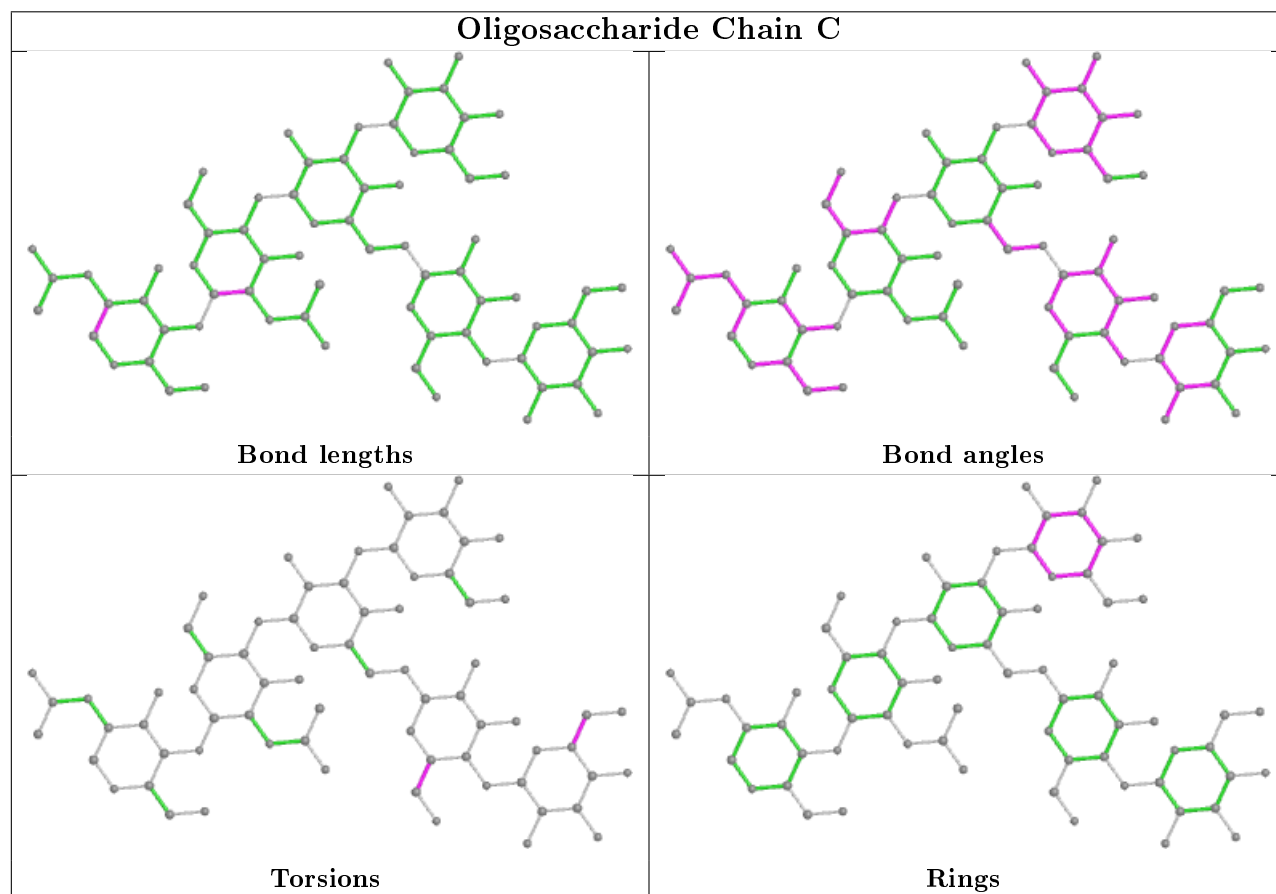 Oligosaccharide Chain C
Bond lengths
Bond angles
Torsions
Rings